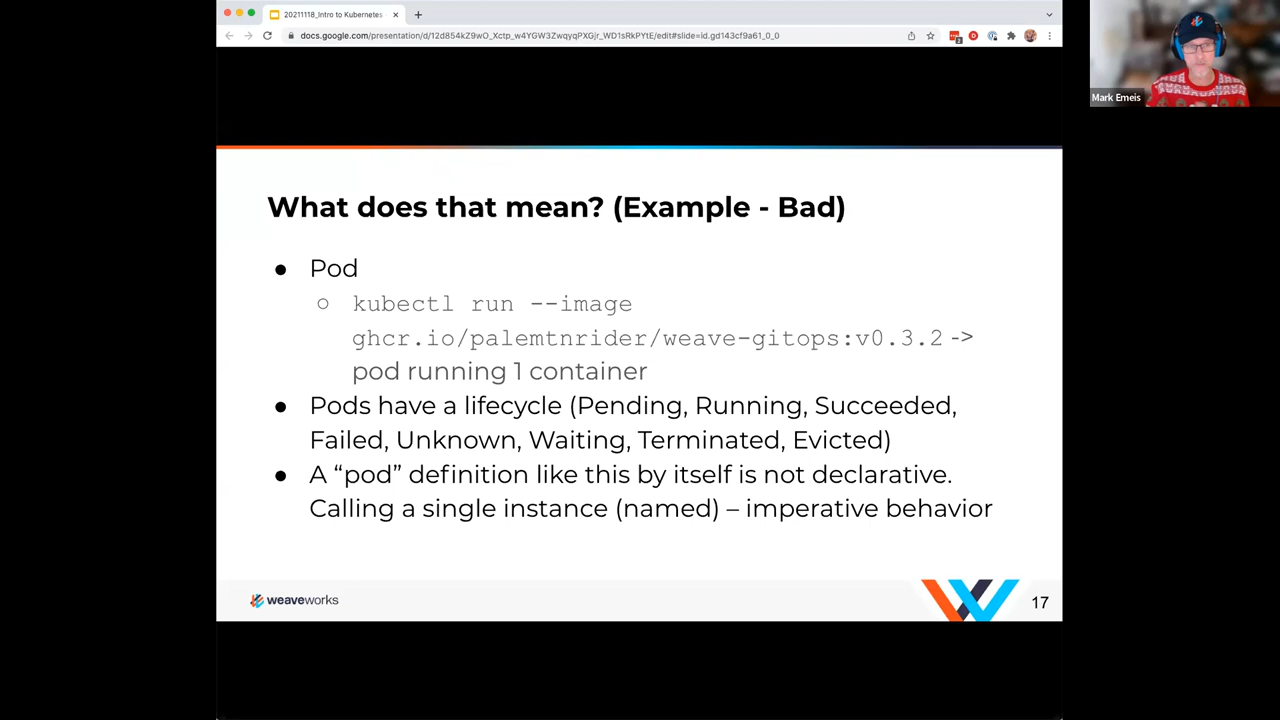 20211118_Intro to Kubernetes -
docs.google.com/presentation/d/12d854kZ9wO_Xctp_w4YGW3ZwqyqPXGjr_WD1sRkPYtE/edit#slide=id.gd143cf9a61_0_0
Mark Emeis
What does that mean? (Example - Bad)
● Pod
○ kubectl run --image
ghcr.io/palemtnrider/weave-gitops:v0.3.2 ->
pod running 1 container
● Pods have a lifecycle (Pending, Running, Succeeded,
Failed, Unknown, Waiting, Terminated, Evicted)
● A “pod” definition like this by itself is not declarative.
Calling a single instance (named) – imperative behavior
weaveworks
17